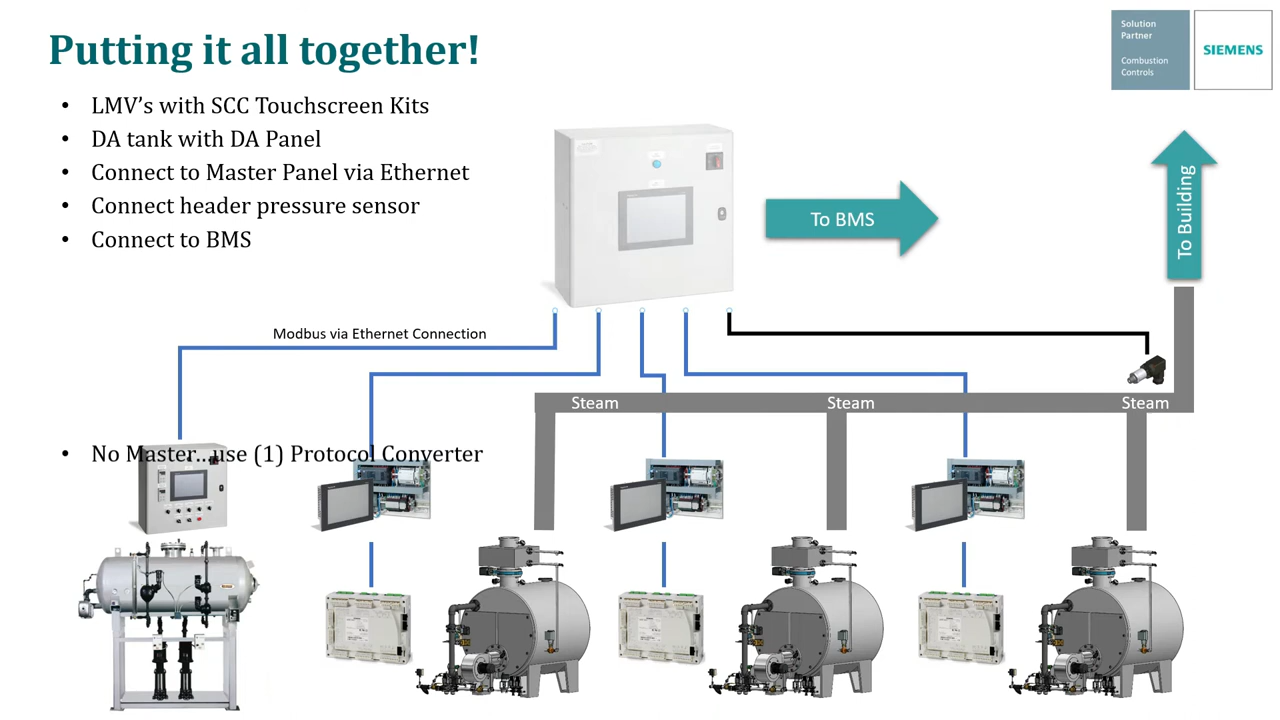 Putting it all together!
Solution
Partner
Combustion
Controls
SIEMENS
• LMV's with SCC Touchscreen Kits
• DA tank with DA Panel
• Connect to Master Panel via Ethernet
• Connect header pressure sensor
• Connect to BMS
To BMS
To Building
Modbus via Ethernet Connection
Steam
Steam
Steam
• No Master...use (1) Protocol Converter